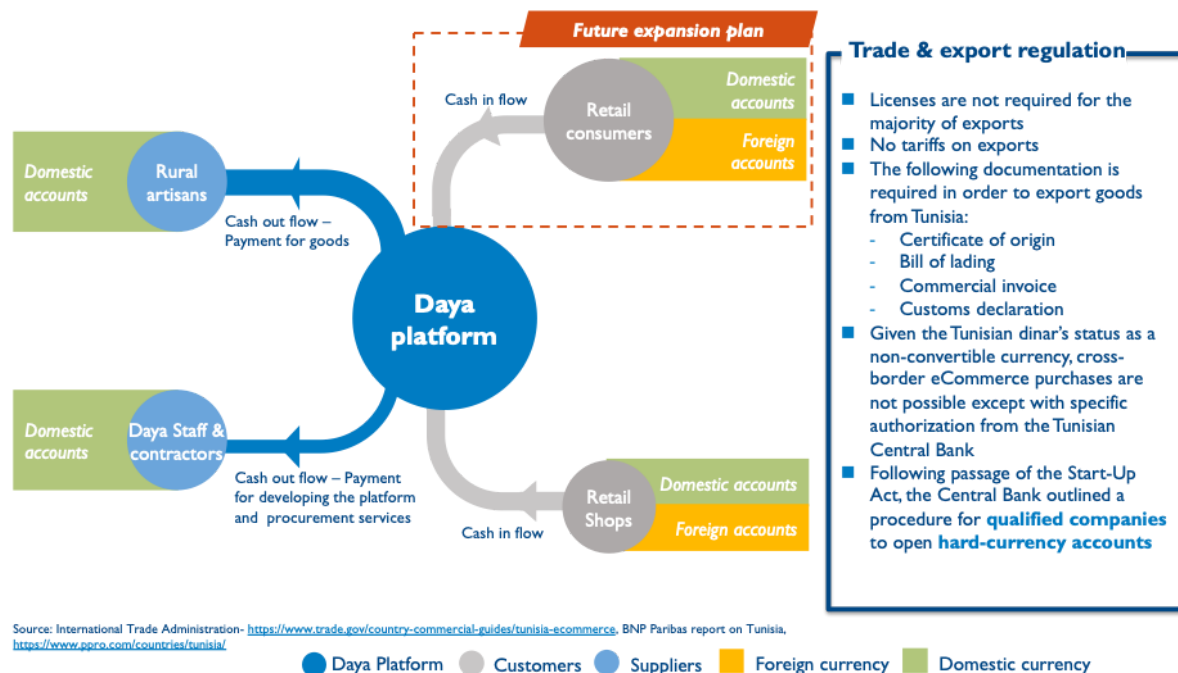 Future expansion plan
Cash in flow
Retail
consumers
Domestic
accounts
Foreign
accounts
Domestic
accounts
Rural
artisans
Cash out flow –
Payment for goods
Daya
platform
Domestic
accounts
Daya Staff &
contractors
Cash out flow – Payment
for developing the platform
and procurement services
Cash in flow
Retail
Shops
Domestic accounts
Foreign accounts
Trade & export regulation
Licenses are not required for the
majority of exports
No tariffs on exports
The following documentation is
required in order to export goods
from Tunisia:
- Certificate of origin
- Bill of lading
- Commercial invoice
- Customs declaration
Given the Tunisian dinar's status as a
non-convertible currency, cross-
border eCommerce purchases are
not possible except with specific
authorization from the Tunisian
Central Bank
Following passage of the Start-Up
Act, the Central Bank outlined a
procedure for qualified companies
to open hard-currency accounts
Source: International Trade Administration- https://www.trade.gov/country-commercial-guides/tunisia-ecommerce, BNP Paribas report on Tunisia,
https://www.ppro.com/countries/tunisia/
Daya Platform
Customers
Suppliers
Foreign currency
Domestic currency